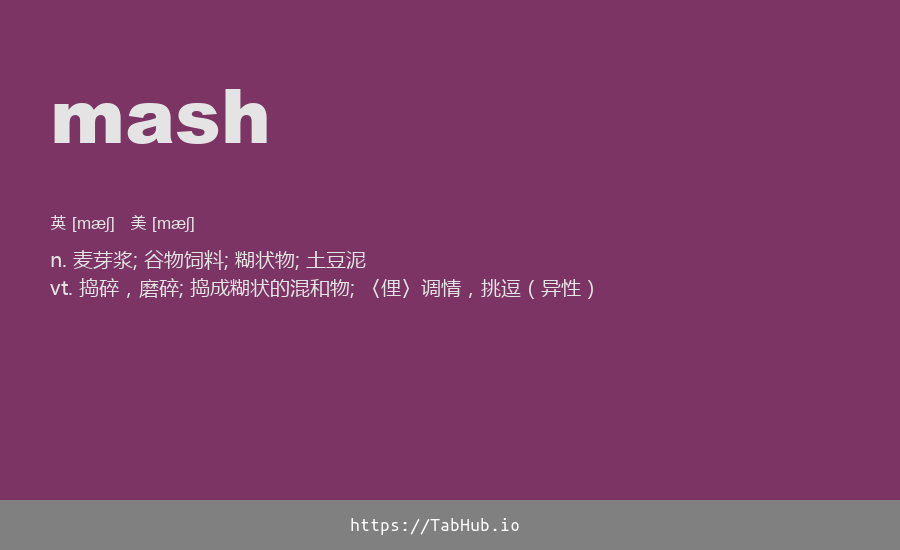 mash
英 [mæʃ] 美 [mæʃ]
n. 麦芽浆; 谷物饲料; 糊状物; 土豆泥
vt. 捣碎，磨碎; 捣成糊状的混和物; 〈俚〉调情，挑逗（异性）
https://TabHub.io